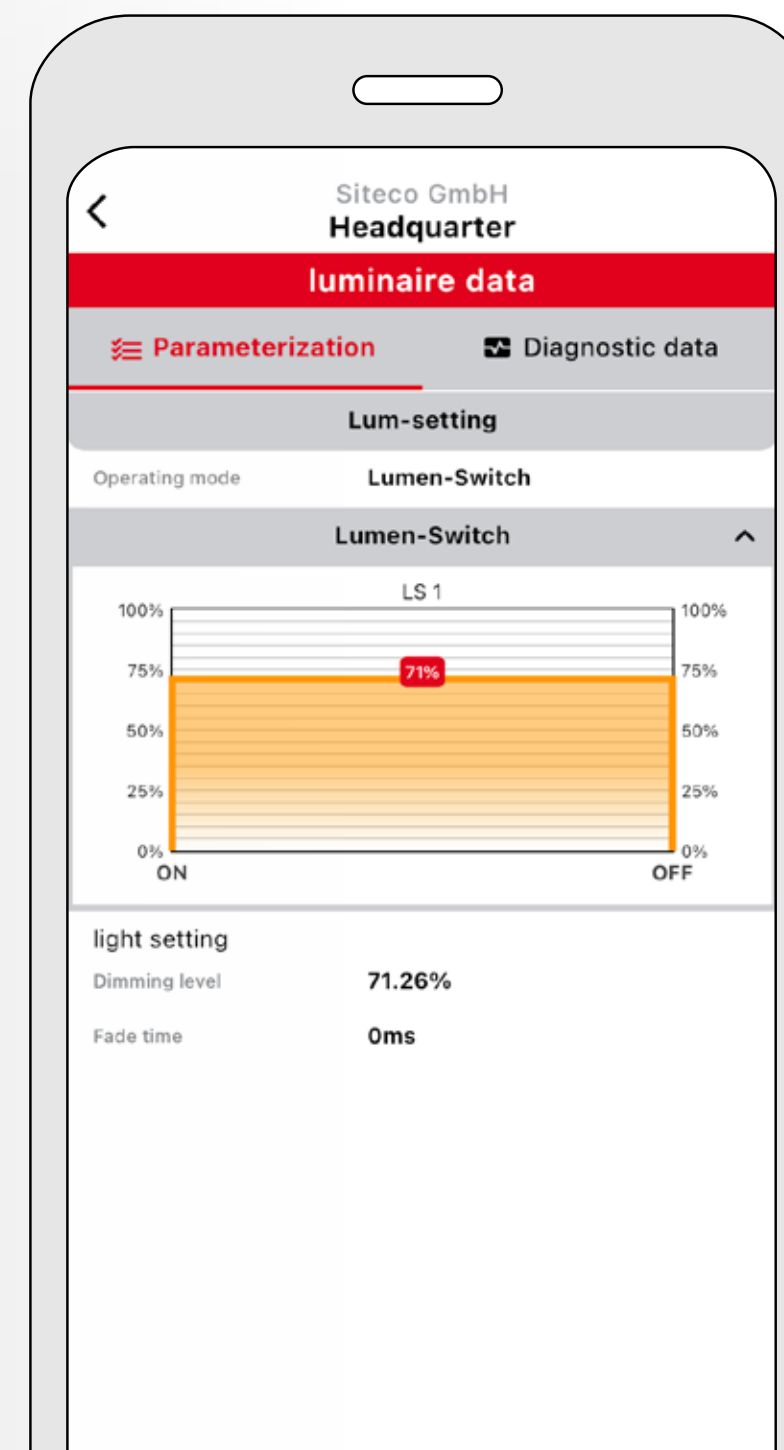 Siteco GmbH
Headquarter
luminaire data
Parameterization Diagnostic data
Lum-setting
Operating mode Lumen-Switch
Lumen-Switch
LS 1
100% 100%
75% 71% 75%
50% 50%
25% 25%
0% 0%
ON OFF
light setting
Dimming level 71.26%
Fade time 0ms